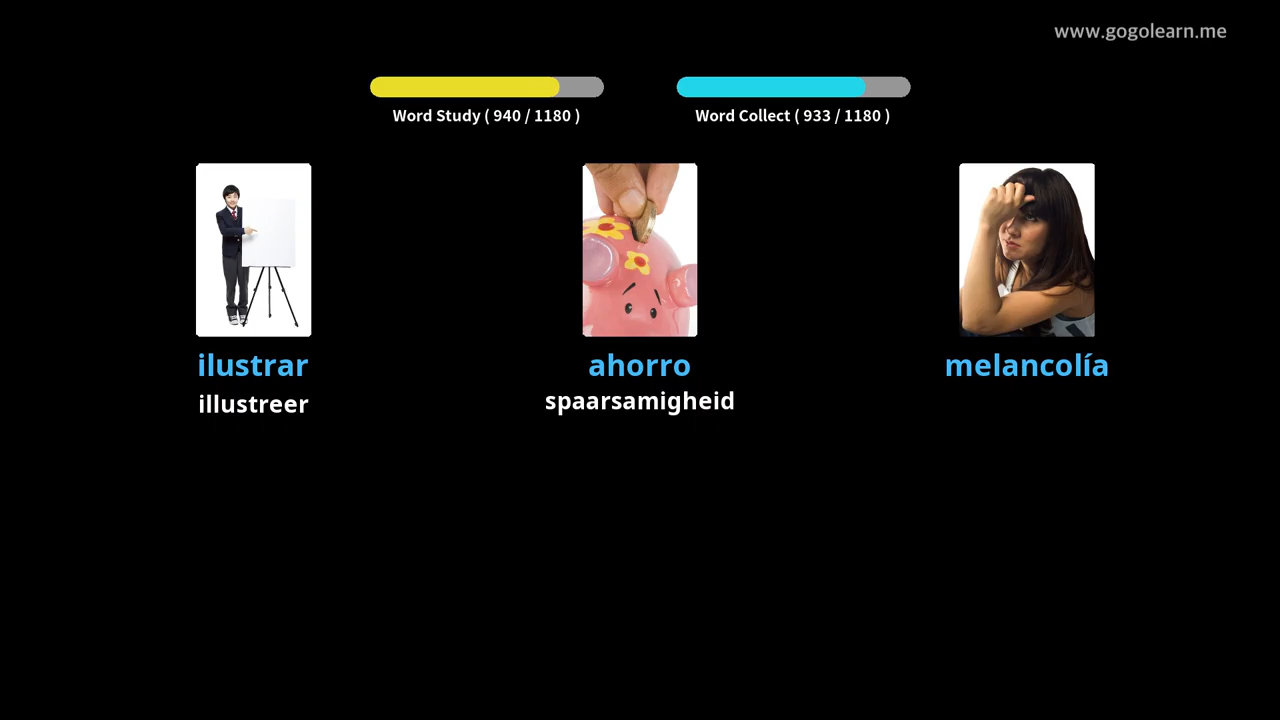 www.gogolearn.me
Word Study ( 940 / 1180 )
Word Collect ( 933 / 1180 )
ilustrar
ahorro
melancolía
illustreer
spaarsamigheid